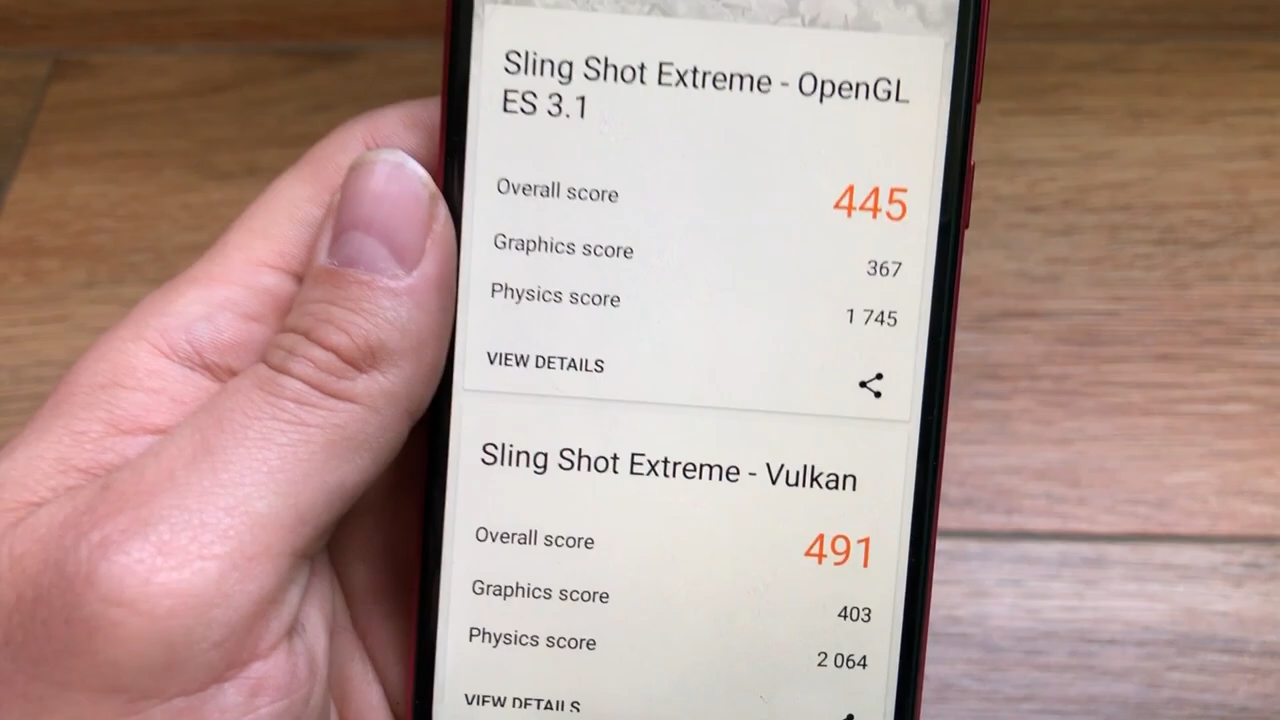 Sling Shot Extreme - OpenGL
ES 3.1
Overall score 445
Graphics score 367
Physics score 1 745
VIEW DETAILS
Sling Shot Extreme - Vulkan
Overall score 491
Graphics score 403
Physics score 2 064
VIEW DETAILS